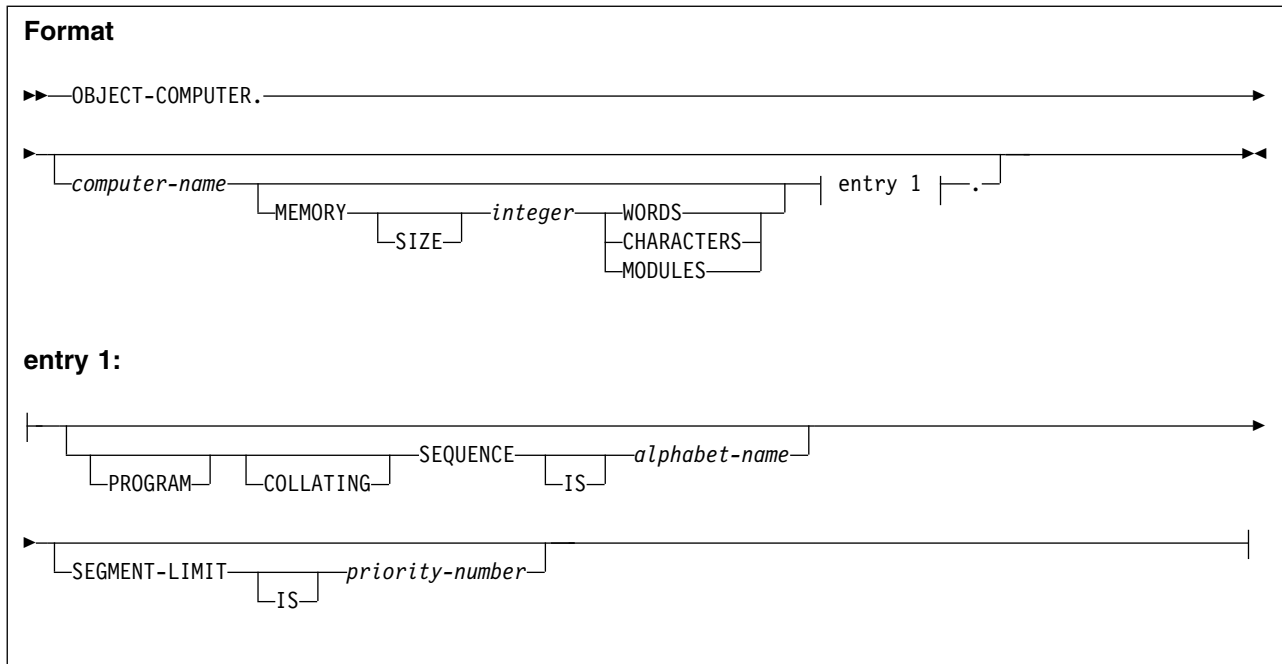 Format
OBJECT-COMPUTER.
computer-name entry 1 .
MEMORY integer WORDS
SIZE CHARACTERS
MODULES
entry 1:
SEQUENCE alphabet-name
PROGRAM COLLATING IS
SEGMENT-LIMIT priority-number
IS